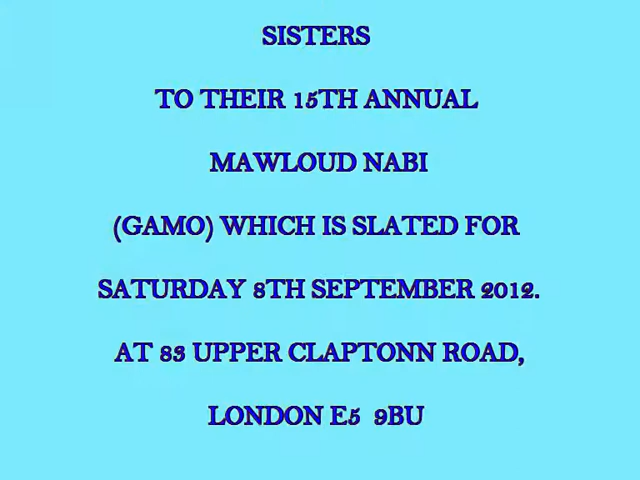 SISTERS
TO THEIR 15TH ANNUAL
MAWLOUD NABI
(GAMO) WHICH IS SLATED FOR
SATURDAY 8TH SEPTEMBER 2012.
AT 83 UPPER CLAPTONN ROAD,
LONDON E5 9BU